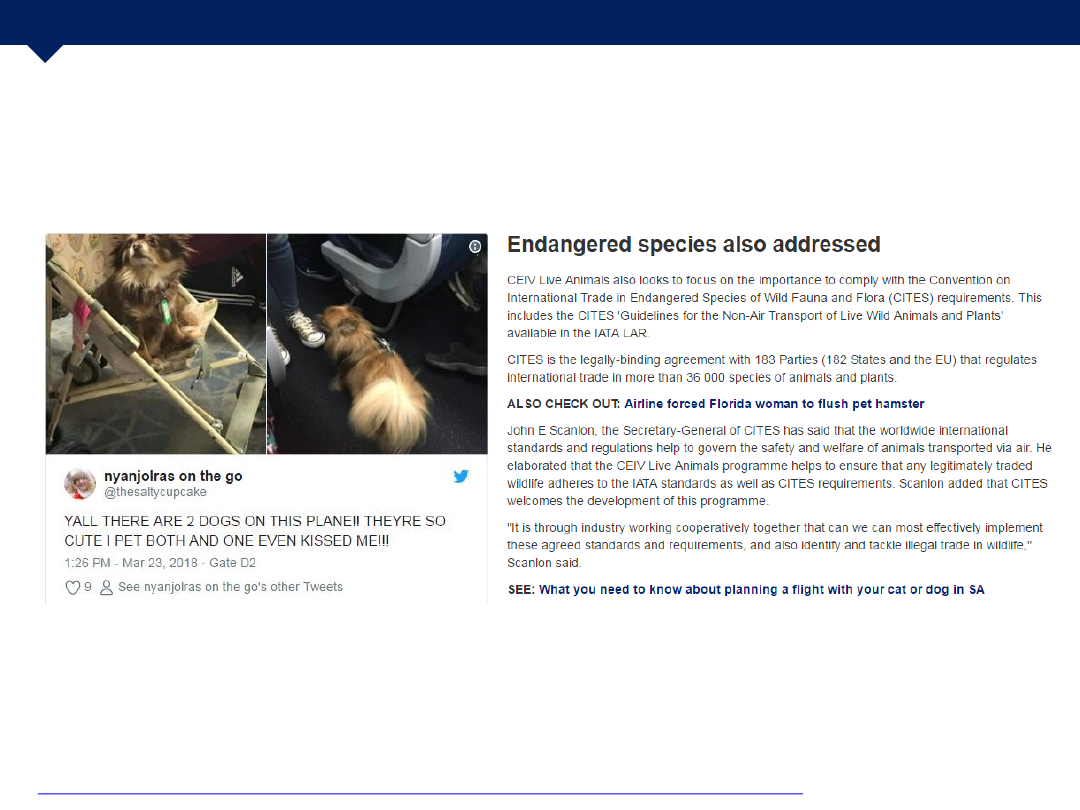 nyanjolras on the go
@thesaltycupcake
YALL THERE ARE 2 DOGS ON THIS PLANE!! THEYRE SO
CUTE I PET BOTH AND ONE EVEN KISSED ME!!!
1:26 PM - Mar 23, 2018 · Gate D2
9 See nyanjolras on the go's other Tweets
Endangered species also addressed
CEIV Live Animals also looks to focus on the importance to comply with the Convention on
International Trade in Endangered Species of Wild Fauna and Flora (CITES) requirements. This
includes the CITES 'Guidelines for the Non-Air Transport of Live Wild Animals and Plants'
available in the IATA LAR.
CITES is the legally-binding agreement with 183 Parties (182 States and the EU) that regulates
international trade in more than 36 000 species of animals and plants.
ALSO CHECK OUT: Airline forced Florida woman to flush pet hamster
John E Scanlon, the Secretary-General of CITES has said that the worldwide international
standards and regulations help to govern the safety and welfare of animals transported via air. He
elaborated that the CEIV Live Animals programme helps to ensure that any legitimately traded
wildlife adheres to the IATA standards as well as CITES requirements. Scanlon added that CITES
welcomes the development of this programme.
"It is through industry working cooperatively together that can we can most effectively implement
these agreed standards and requirements, and also identify and tackle illegal trade in wildlife,"
Scanlon said.
SEE: What you need to know about planning a flight with your cat or dog in SA